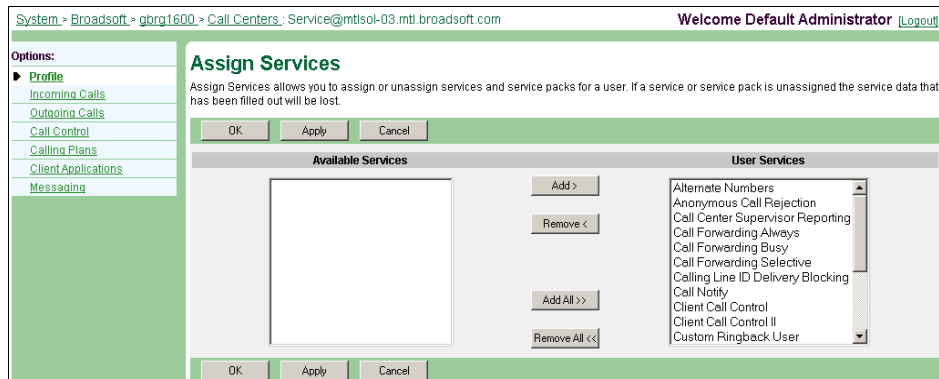 System > Broadsoft > gbrg1600 > Call Centers : Service@mtlsol-03.mtl.broadsoft.com
Welcome Default Administrator [Logout]
Options:
Profile
Incoming Calls
Outgoing Calls
Call Control
Calling Plans
Client Applications
Messaging
Assign Services
Assign Services allows you to assign or unassign services and service packs for a user. If a service or service pack is unassigned the service data that
has been filled out will be lost.
OK Apply Cancel
Available Services
User Services
Add >
Remove <
Add All >>
Remove All <<
Alternate Numbers
Anonymous Call Rejection
Call Center Supervisor Reporting
Call Forwarding Always
Call Forwarding Busy
Call Forwarding Selective
Calling Line ID Delivery Blocking
Call Notify
Client Call Control
Client Call Control II
Custom Ringback User
OK Apply Cancel